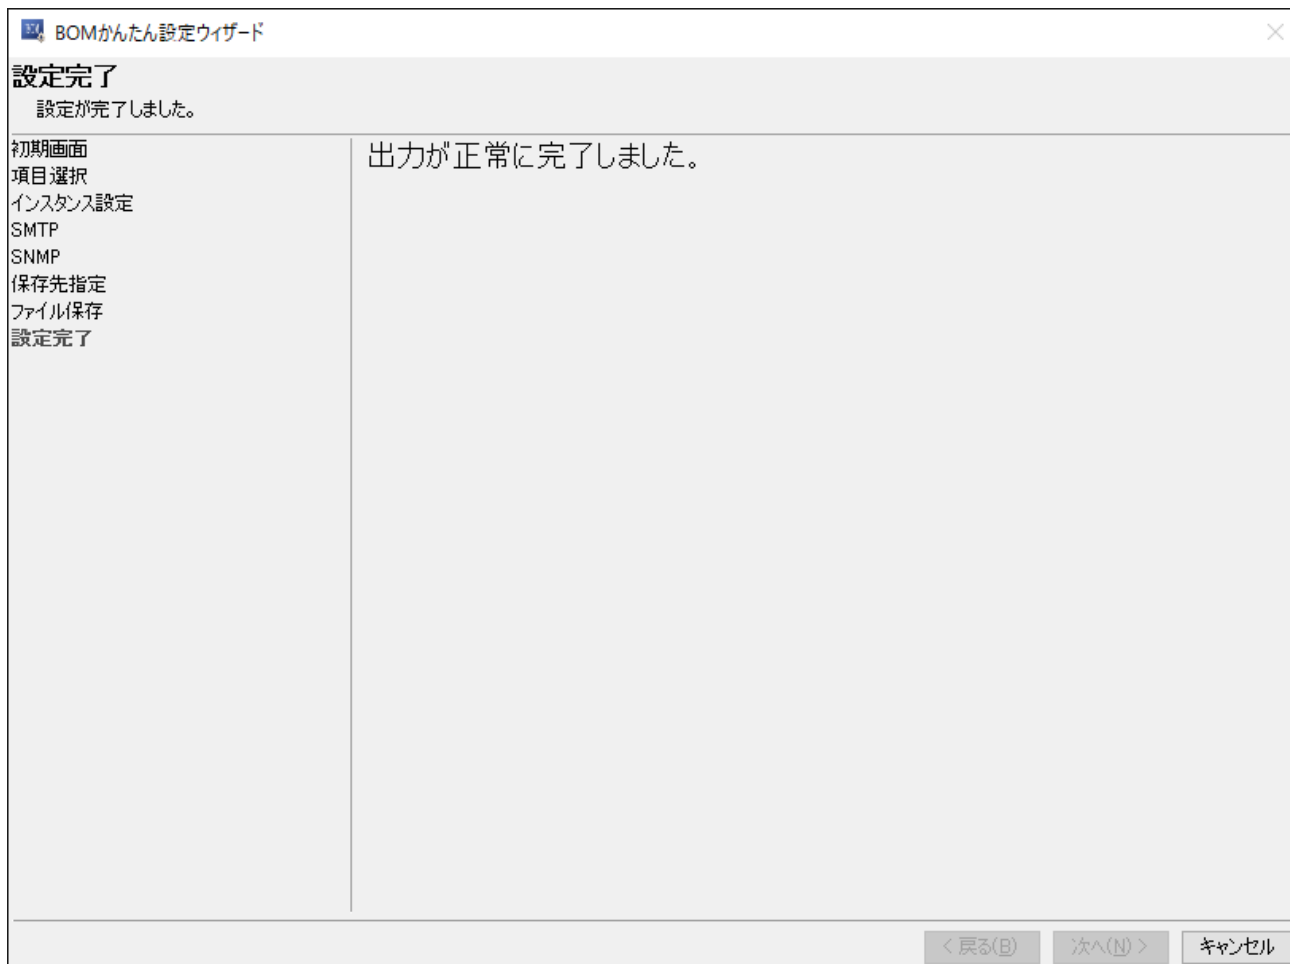 BOMかんたん設定ウィザード
設定完了
設定が完了しました。
初期画面
項目選択
インスタンス設定
SMTP
SNMP
保存先指定
ファイル保存
設定完了
出力が正常に完了しました。
< 戻る(B)
次へ(N) >
キャンセル